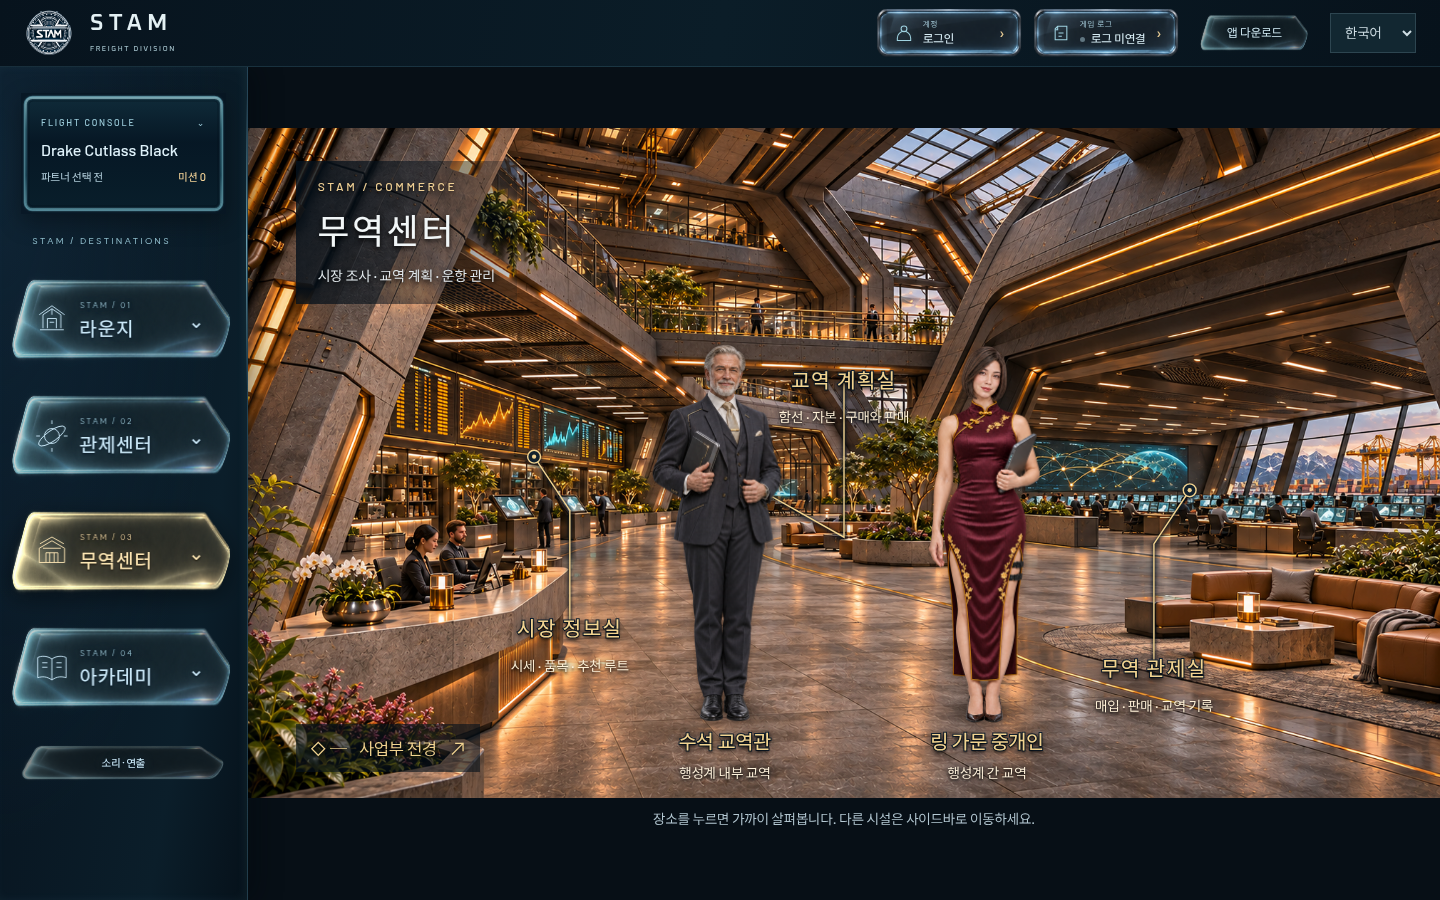 STAM
STAM
FREIGHT DIVISION
계정
로그인
게임 로그
로그 미연결
앱 다운로드
한국어
FLIGHT CONSOLE
Drake Cutlass Black
파트너 선택 전
미션 0
STAM / DESTINATIONS
STAM / 01
라운지
STAM / 02
관제센터
STAM / 03
무역센터
STAM / 04
아카데미
소리 · 연출
STAM / COMMERCE
무역센터
시장 조사 · 교역 계획 · 운항 관리
교역 계획실
함선 · 자본 · 구매와 판매
시장 정보실
시세 · 품목 · 추천 루트
무역 관제실
매입 · 판매 · 교역 기록
사업부 전경
수석 교역관
행성계 내부 교역
링 가문 중개인
행성계 간 교역
장소를 누르면 가까이 살펴봅니다. 다른 시설은 사이드바로 이동하세요.